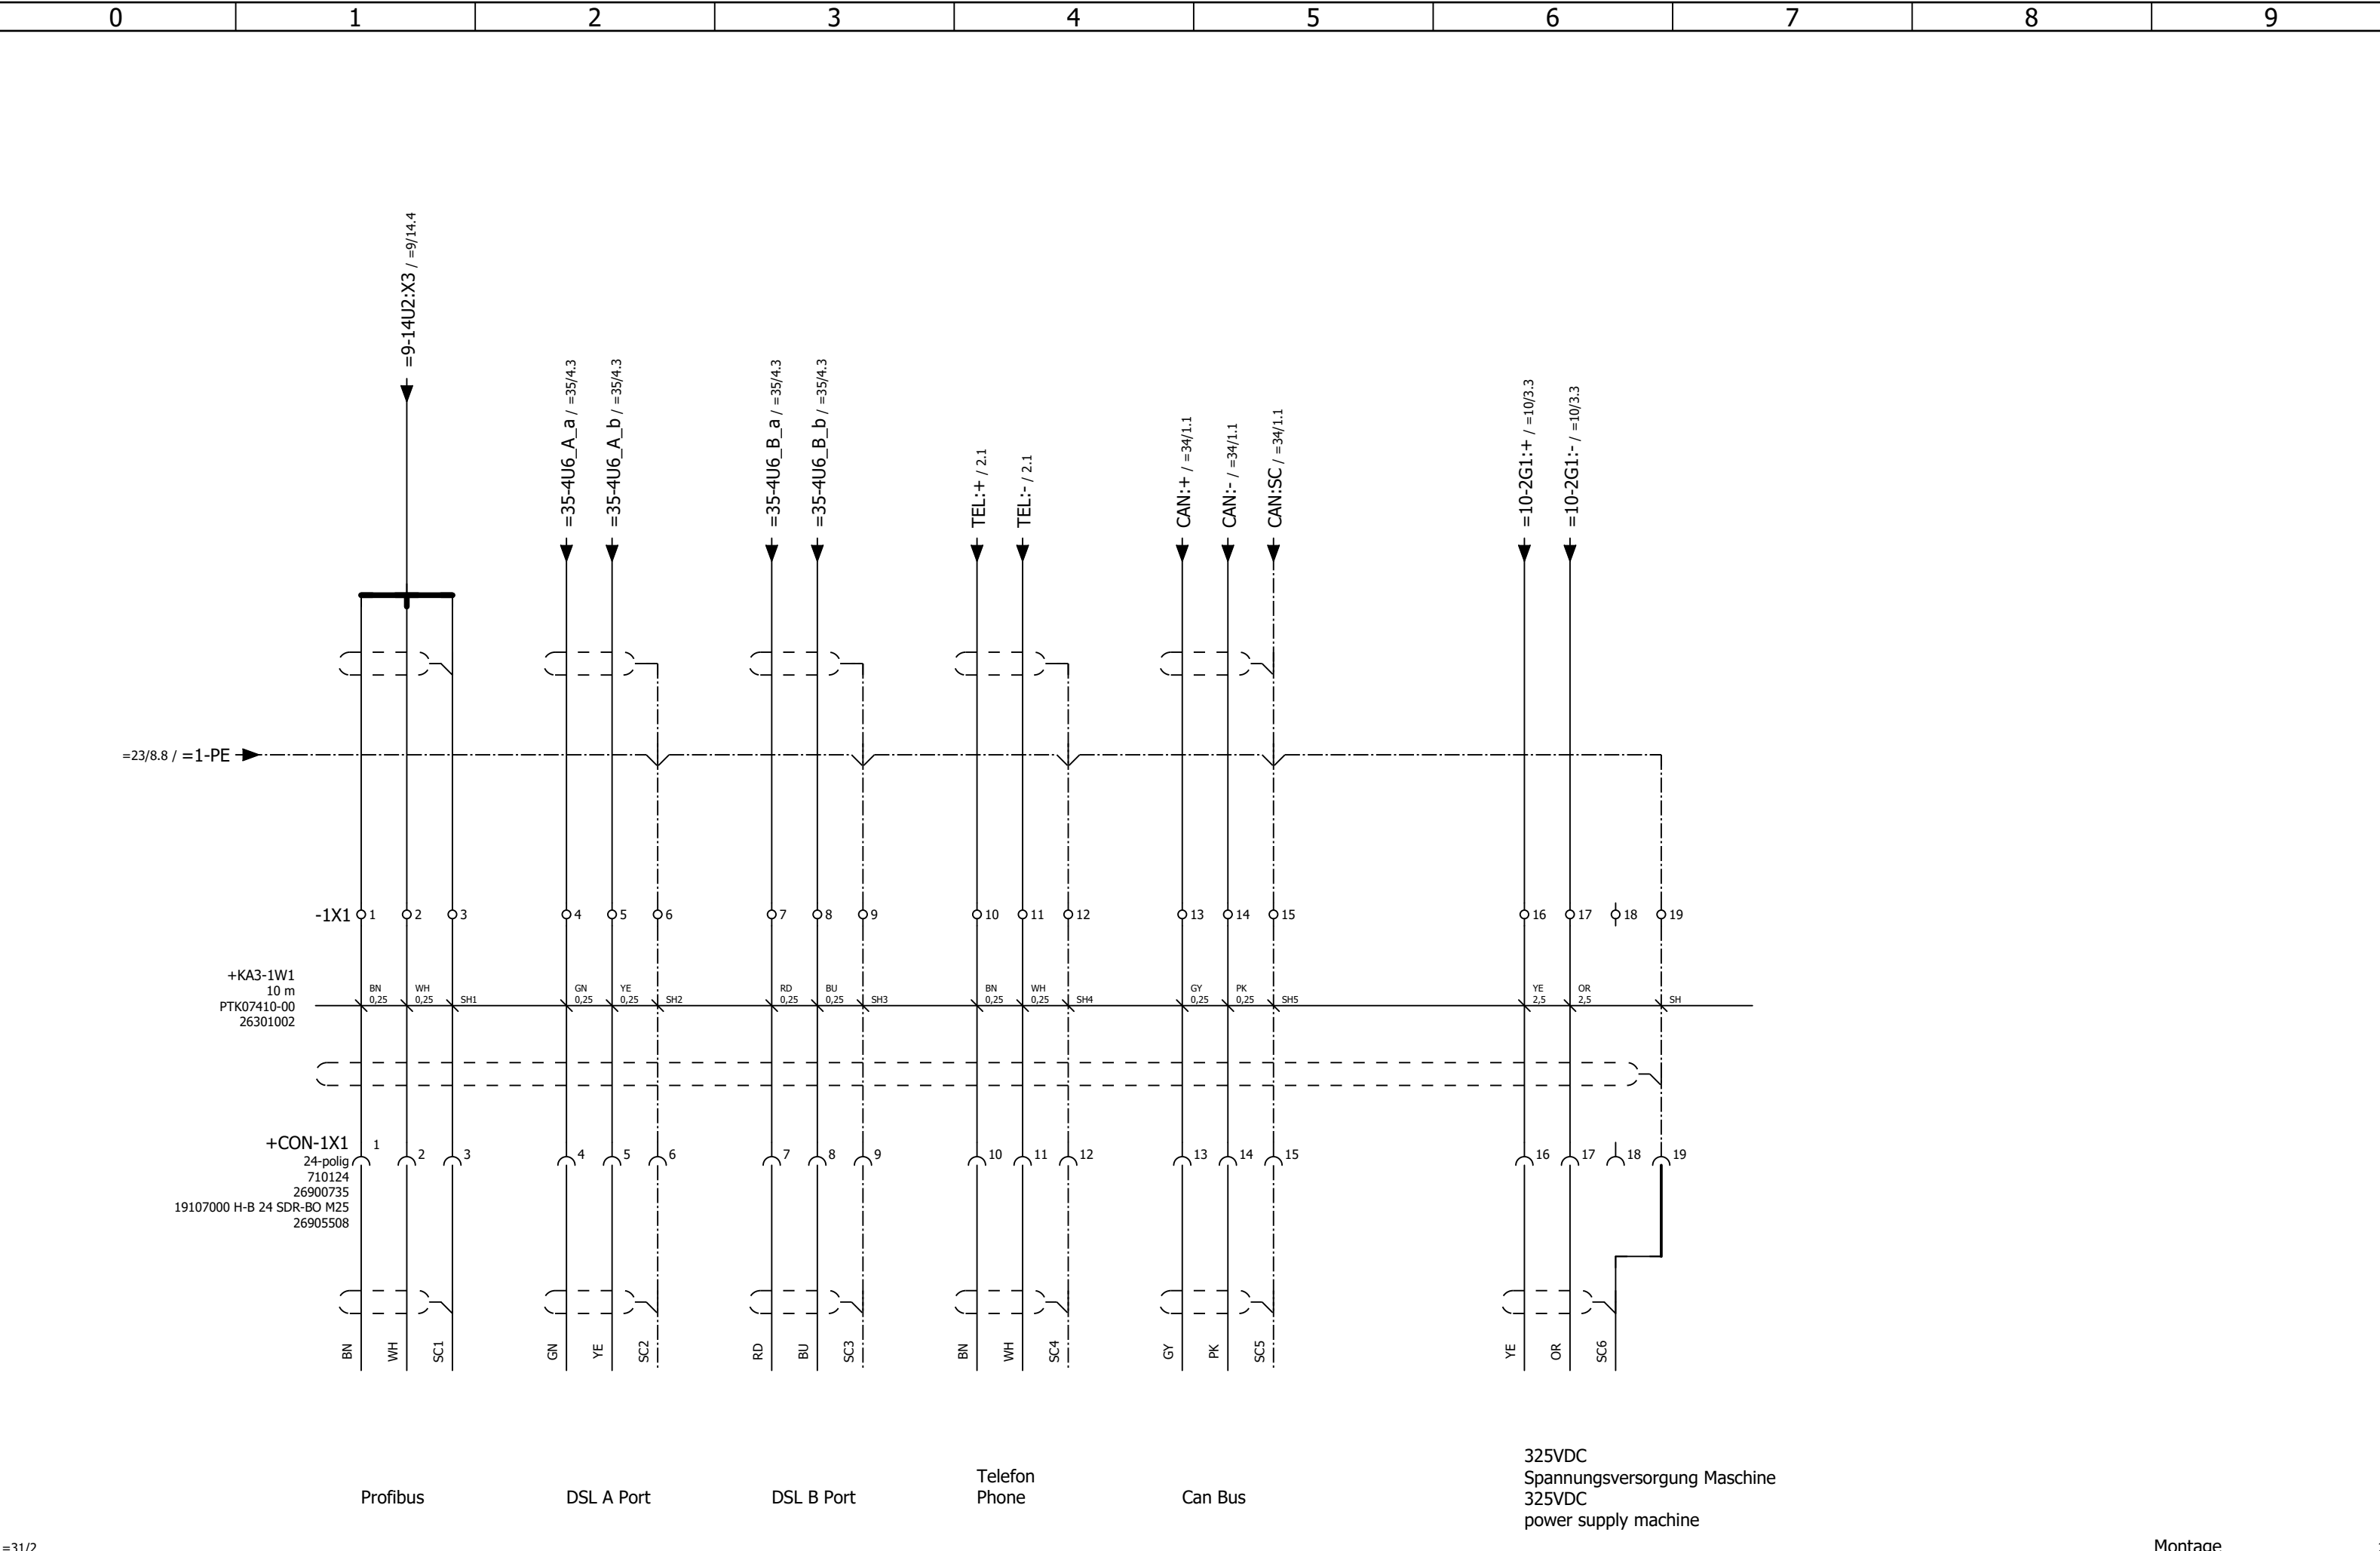 0 1 2 3 4 5 6 7 8 9
=9-14U2:X3 / =9/14.4
=35-4U6_A_a / =35/4.3
=35-4U6_A_b / =35/4.3
=35-4U6_B_a / =35/4.3
=35-4U6_B_b / =35/4.3
TEL:+ / 2.1
TEL:- / 2.1
CAN:+ / =34/1.1
CAN:- / =34/1.1
CAN:SC / =34/1.1
=10-2G1:+ / =10/3.3
=10-2G1:- / =10/3.3
=23/8.8 / =1-PE
-1X1 1 2 3 4 5 6 7 8 9 10 11 12 13 14 15 16 17 18 19
+KA3-1W1
10 m
PTK07410-00
26301002
BN WH GN YE RD BU BN WH GY PK YE OR
0,25 0,25 SH1 0,25 0,25 SH2 0,25 0,25 SH3 0,25 0,25 SH4 0,25 0,25 SH5 2,5 2,5 SH
+CON-1X1 1 2 3 4 5 6 7 8 9 10 11 12 13 14 15 16 17 18 19
24-polig
710124
26900735
19107000 H-B 24 SDR-BO M25
26905508
BN WH SC1 GN YE SC2 RD BU SC3 BN WH SC4 GY PK SC5 YE OR SC6
Profibus
DSL A Port
DSL B Port
Telefon
Phone
Can Bus
325VDC
Spannungsversorgung Maschine
325VDC
power supply machine
=31/2
Montage